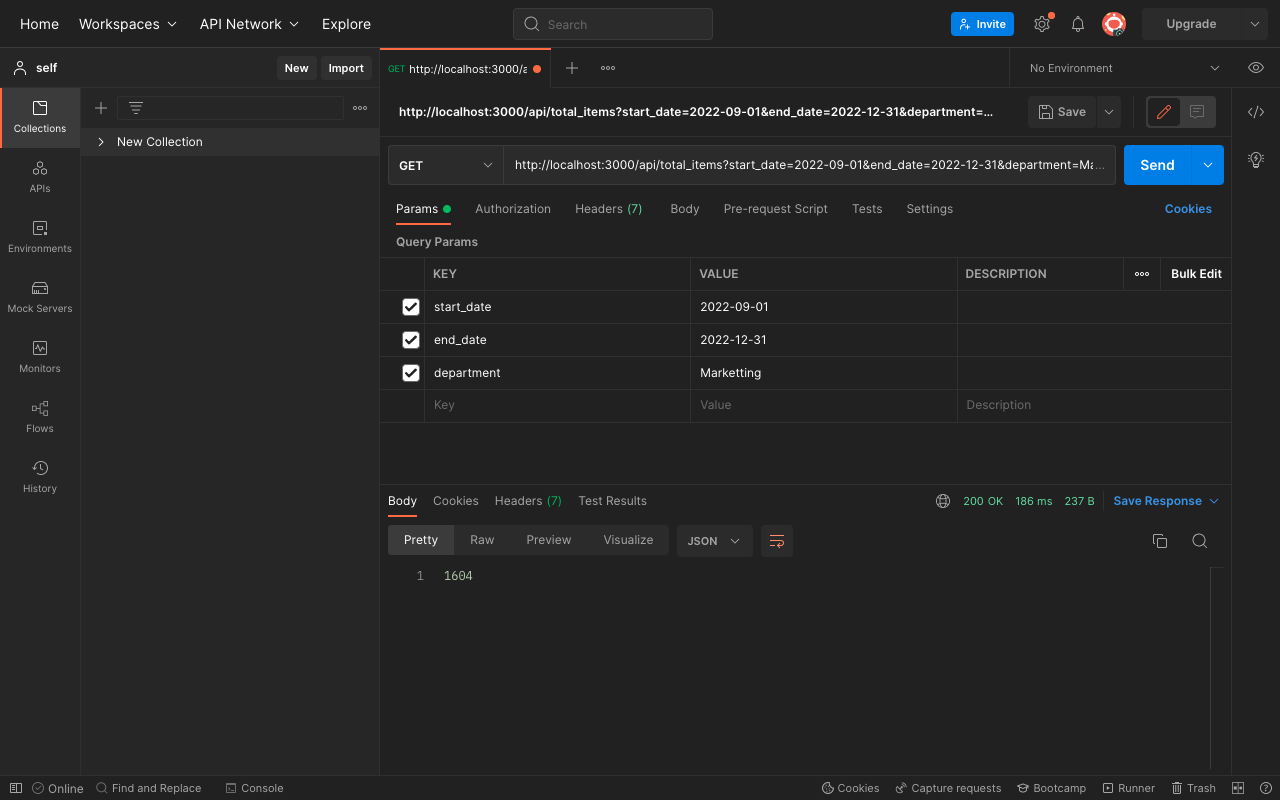 Home Workspaces API Network Explore Search Invite Upgrade
self New Import GET http://localhost:3000/a No Environment
http://localhost:3000/api/total_items?start_date=2022-09-01&end_date=2022-12-31&department=... Save
Collections
New Collection
GET http://localhost:3000/api/total_items?start_date=2022-09-01&end_date=2022-12-31&department=Ma... Send
APIs
Params Authorization Headers (7) Body Pre-request Script Tests Settings Cookies
Environments
Query Params
KEY VALUE DESCRIPTION Bulk Edit
Mock Servers
start_date 2022-09-01
end_date 2022-12-31
Monitors
department Marketting
Key Value Description
Flows
History
Body Cookies Headers (7) Test Results 200 OK 186 ms 237 B Save Response
Pretty Raw Preview Visualize JSON
1 1604
Online Find and Replace Console Cookies Capture requests Bootcamp Runner Trash